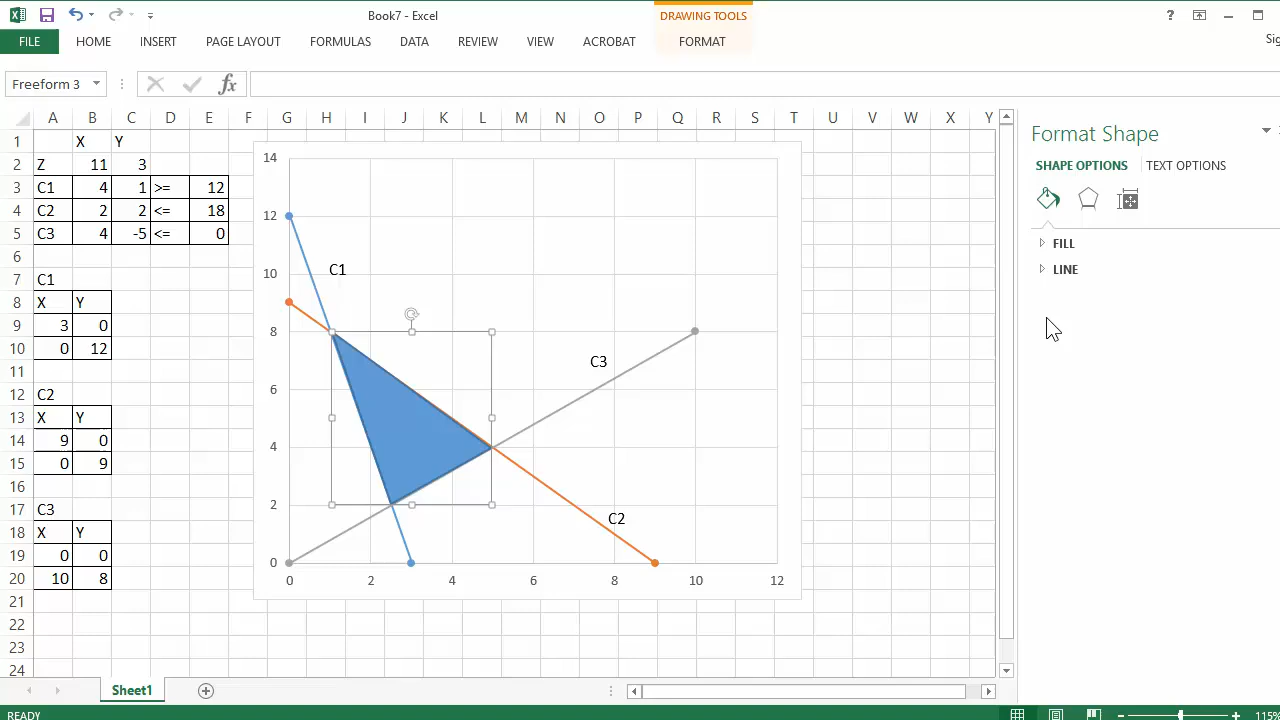 Book7 - Excel
DRAWING TOOLS
?
FILE HOME INSERT PAGE LAYOUT FORMULAS DATA REVIEW VIEW ACROBAT FORMAT
Freeform 3 fx
A B C D E F G H I J K L M N O P Q R S T U V W X Y
1 X Y
2 Z 11 3
3 C1 4 1 >= 12
4 C2 2 2 <= 18
5 C3 4 -5 <= 0
6
7 C1
8 X Y
9 3 0
10 0 12
11
12 C2
13 X Y
14 9 0
15 0 9
16
17 C3
18 X Y
19 0 0
20 10 8
21
22
23
24
14
12
10
8
6
4
2
0
0 2 4 6 8 10 12
C1
C3
C2
Format Shape
SHAPE OPTIONS TEXT OPTIONS
FILL
LINE
Sheet1
READY
115%